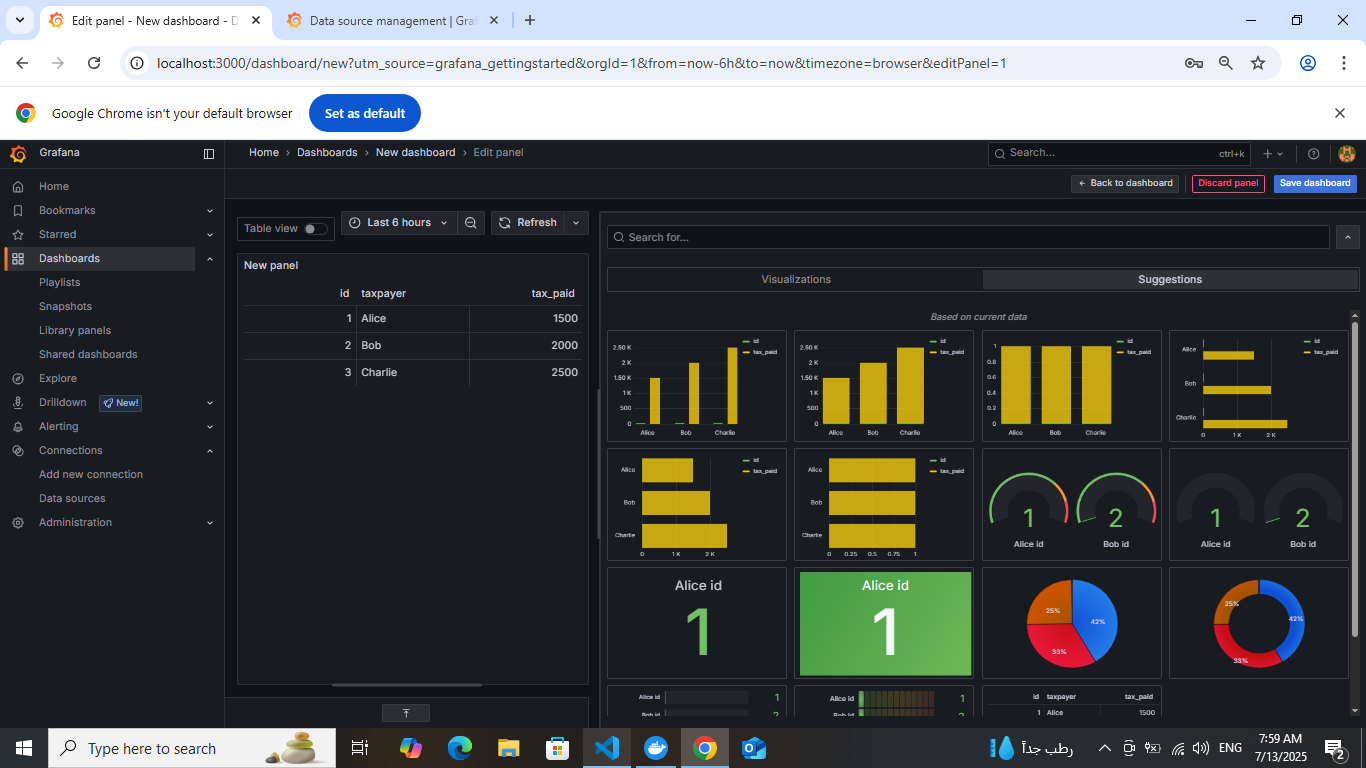 Edit panel - New dashboard - D
Data source management | Gra
localhost:3000/dashboard/new?utm_source=grafana_gettingstarted&orgId=1&from=now-6h&to=now&timezone=browser&editPanel=1
Google Chrome isn't your default browser
Set as default
Grafana
Home › Dashboards › New dashboard › Edit panel
Search...
ctrl+k
← Back to dashboard
Discard panel
Save dashboard
Home
Bookmarks
Starred
Dashboards
Playlists
Snapshots
Library panels
Shared dashboards
Explore
Drilldown New!
Alerting
Connections
Add new connection
Data sources
Administration
Table view
Last 6 hours
Refresh
New panel
id taxpayer tax_paid
1 Alice 1500
2 Bob 2000
3 Charlie 2500
Search for...
Visualizations
Suggestions
Based on current data
2.50 K
2 K
1.50 K
1 K
500
0
Alice Bob Charlie
id
tax_paid
2.50 K
2 K
1.50 K
1 K
500
0
Alice Bob Charlie
id
tax_paid
1
0.8
0.6
0.4
0.2
0
Alice Bob Charlie
id
tax_paid
Alice
Bob
Charlie
0 1 K 2 K
id
tax_paid
Alice
Bob
Charlie
0 1 K 2 K
id
tax_paid
Alice
Bob
Charlie
0 0.25 0.5 0.75 1
id
tax_paid
1 2
Alice id Bob id
1 2
Alice id Bob id
Alice id
1
Alice id
1
25% 42%
33%
25% 42%
33%
Alice id 1
Bob id 2
Alice id 1
Bob id 2
id taxpayer tax_paid
1 Alice 1500
Type here to search
رطب جداً
ENG
7:59 AM
7/13/2025
2